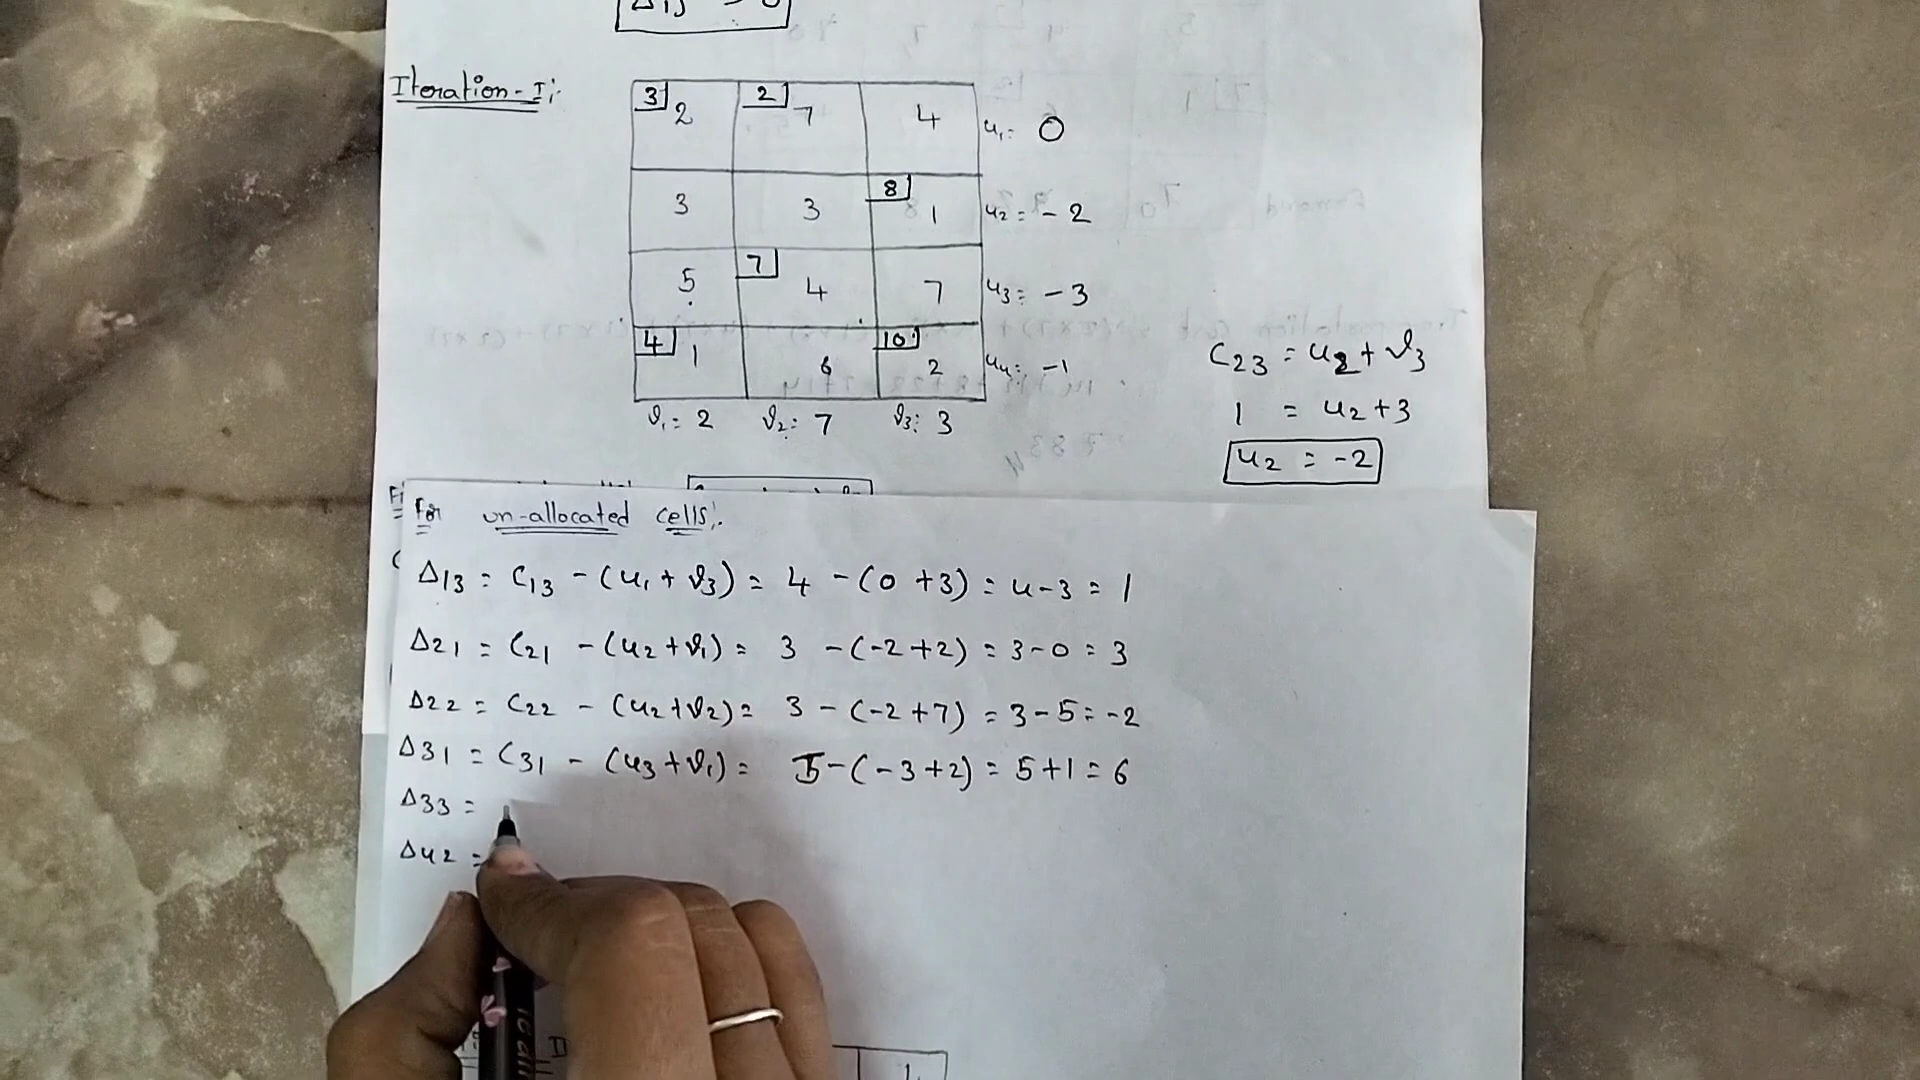 Δij > 0
Iteration-I:
3 2 2 7 4 u1 = 0
3 3 8 1 u2 = -2
5 7 4 7 u3 = -3
4 1 6 10 2 u4 = -1
v1 = 2 v2 = 7 v3 = 3
C23 = u2 + v3
1 = u2 + 3
u2 = -2
For un-allocated cells:
Δ13 = C13 - (u1 + v3) = 4 - (0 + 3) = 4 - 3 = 1
Δ21 = C21 - (u2 + v1) = 3 - (-2 + 2) = 3 - 0 = 3
Δ22 = C22 - (u2 + v2) = 3 - (-2 + 7) = 3 - 5 = -2
Δ31 = C31 - (u3 + v1) = 5 - (-3 + 2) = 5 + 1 = 6
Δ33 =
Δ42 =